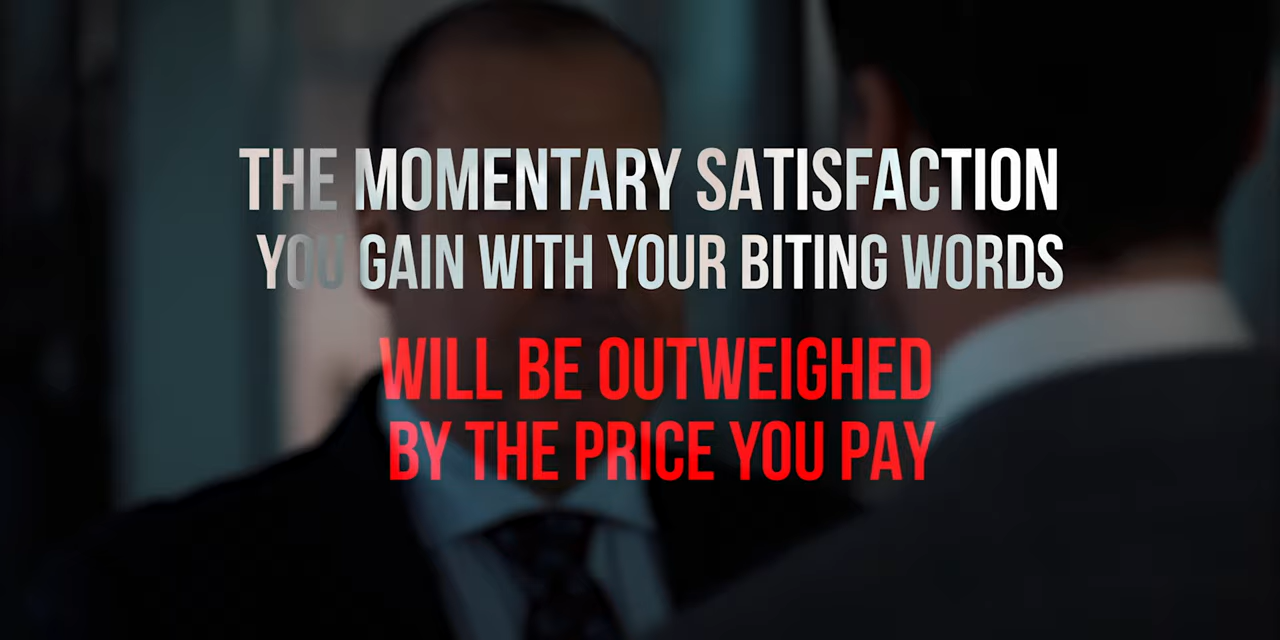 THE MOMENTARY SATISFACTION
YOU GAIN WITH YOUR BITING WORDS
WILL BE OUTWEIGHED
BY THE PRICE YOU PAY